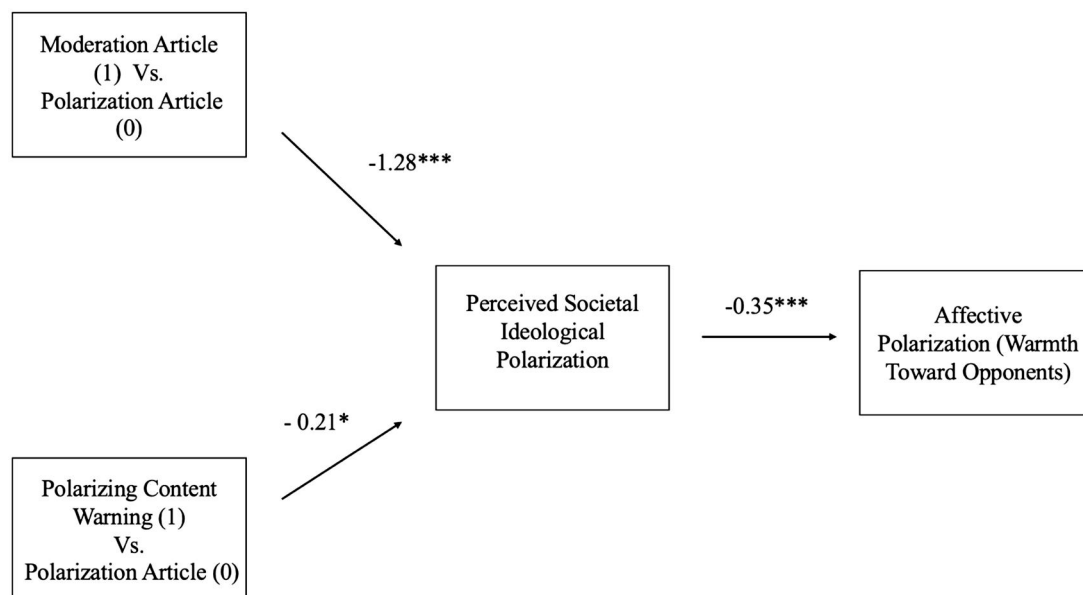 Moderation Article
(1) Vs.
Polarization Article
(0)
-1.28***
Perceived Societal
Ideological
Polarization
-0.35***
Affective
Polarization (Warmth
Toward Opponents)
- 0.21*
Polarizing Content
Warning (1)
Vs.
Polarization Article (0)